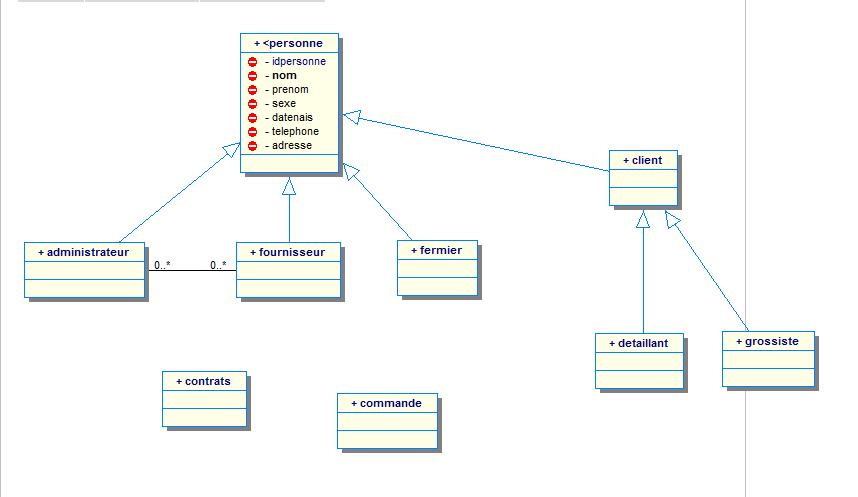 + <personne
- idpersonne
- nom
- prenom
- sexe
- datenais
- telephone
- adresse
+ client
+ administrateur
0..*
0..*
+ fournisseur
+ fermier
+ detaillant
+ grossiste
+ contrats
+ commande